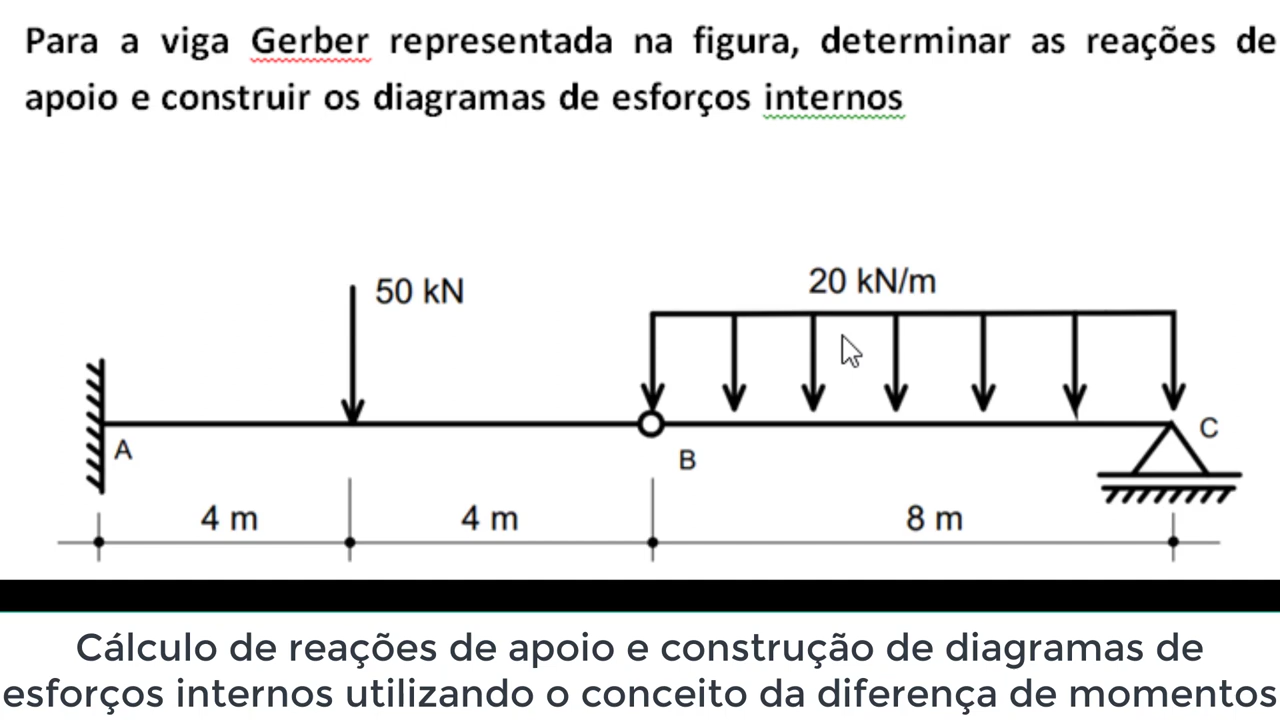 Para a viga Gerber representada na figura, determinar as reações de
apoio e construir os diagramas de esforços internos
50 kN
20 kN/m
A
B
C
4 m
4 m
8 m
Cálculo de reações de apoio e construção de diagramas de
esforços internos utilizando o conceito da diferença de momentos